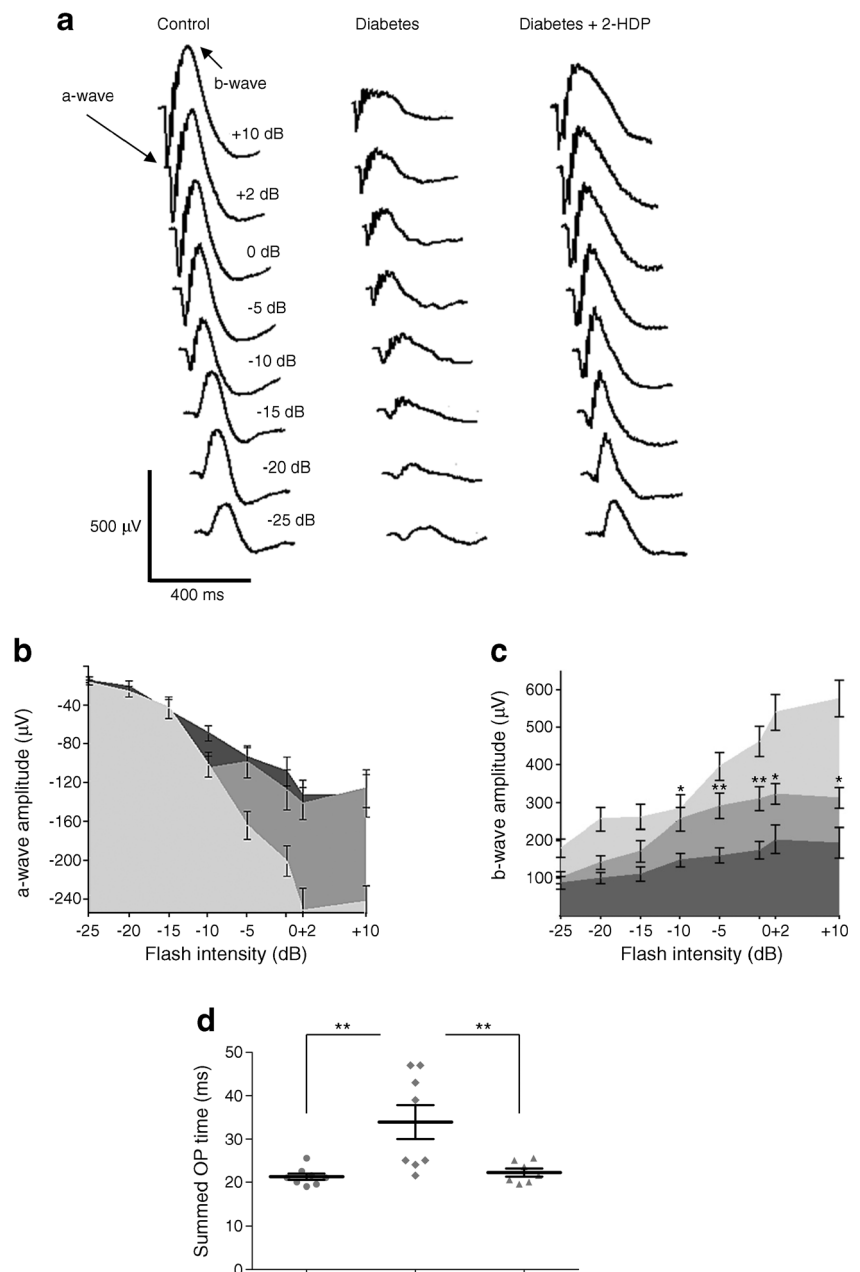 a
Control Diabetes Diabetes + 2-HDP
b-wave
a-wave
+10 dB
+2 dB
0 dB
-5 dB
-10 dB
-15 dB
-20 dB
-25 dB
500 μV
400 ms
b
a-wave amplitude (μV)
-40
-80
-120
-160
-200
-240
-25 -20 -15 -10 -5 0+2 +10
Flash intensity (dB)
c
b-wave amplitude (μV)
600
500
400
300
200
100
* ** ** * *
-25 -20 -15 -10 -5 0+2 +10
Flash intensity (dB)
d
Summed OP time (ms)
** **
50
40
30
20
10
0